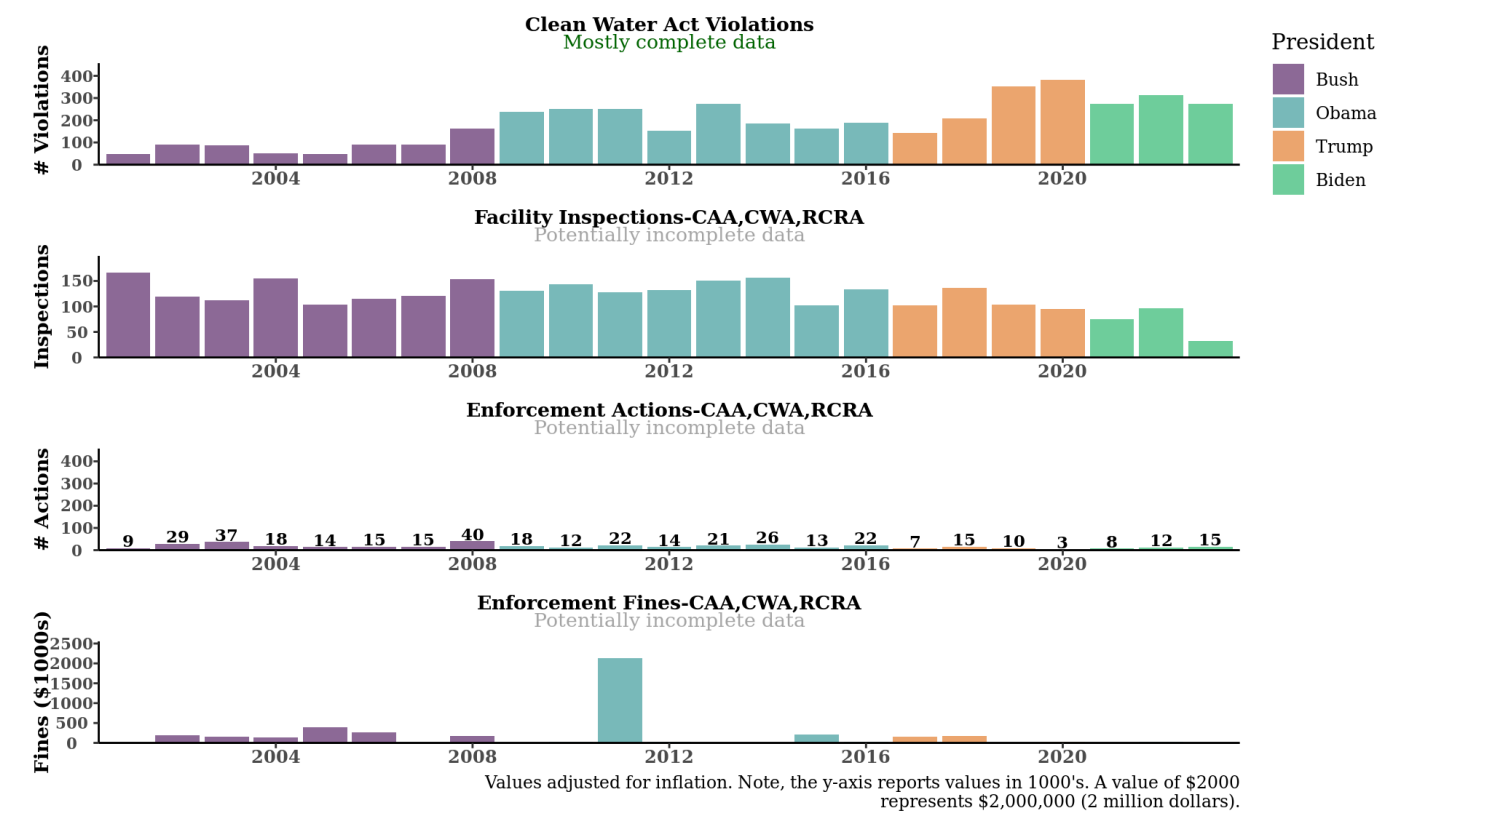 Clean Water Act Violations
Mostly complete data
# Violations
400
300
200
100
0
2004 2008 2012 2016 2020
President
Bush
Obama
Trump
Biden
Facility Inspections-CAA,CWA,RCRA
Potentially incomplete data
Inspections
150
100
50
0
2004 2008 2012 2016 2020
Enforcement Actions-CAA,CWA,RCRA
Potentially incomplete data
# Actions
400
300
200
100
0
9 29 37 18 14 15 15 40 18 12 22 14 21 26 13 22 7 15 10 3 8 12 15
2004 2008 2012 2016 2020
Enforcement Fines-CAA,CWA,RCRA
Potentially incomplete data
Fines ($1000s)
2500
2000
1500
1000
500
0
2004 2008 2012 2016 2020
Values adjusted for inflation. Note, the y-axis reports values in 1000's. A value of $2000
represents $2,000,000 (2 million dollars).